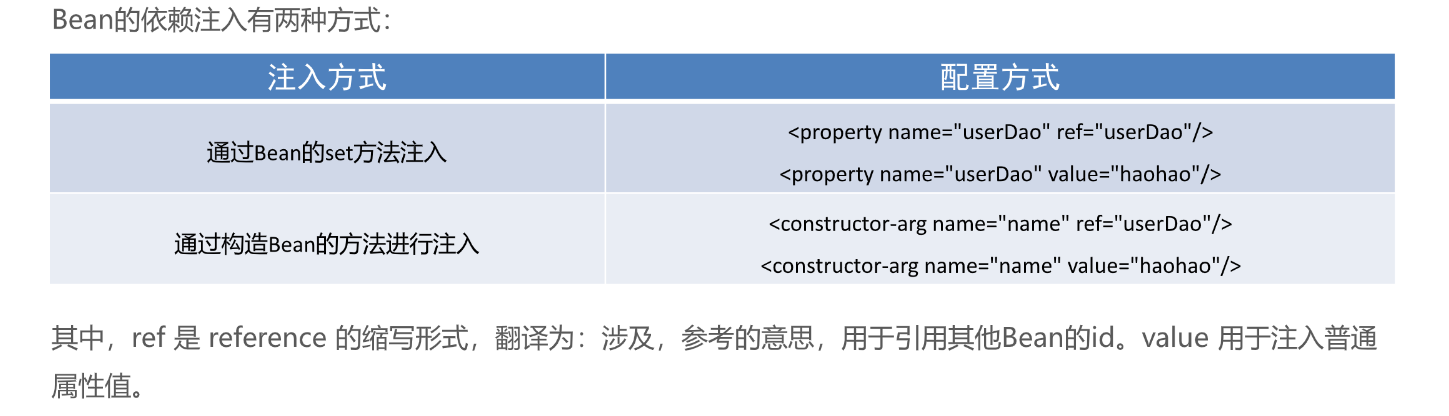 Bean的依赖注入有两种方式：
注入方式 配置方式
通过Bean的set方法注入
<property name="userDao" ref="userDao"/>
<property name="userDao" value="haohao"/>
通过构造Bean的方法进行注入
<constructor-arg name="name" ref="userDao"/>
<constructor-arg name="name" value="haohao"/>
其中，ref 是 reference 的缩写形式，翻译为：涉及，参考的意思，用于引用其他Bean的id。value 用于注入普通
属性值。